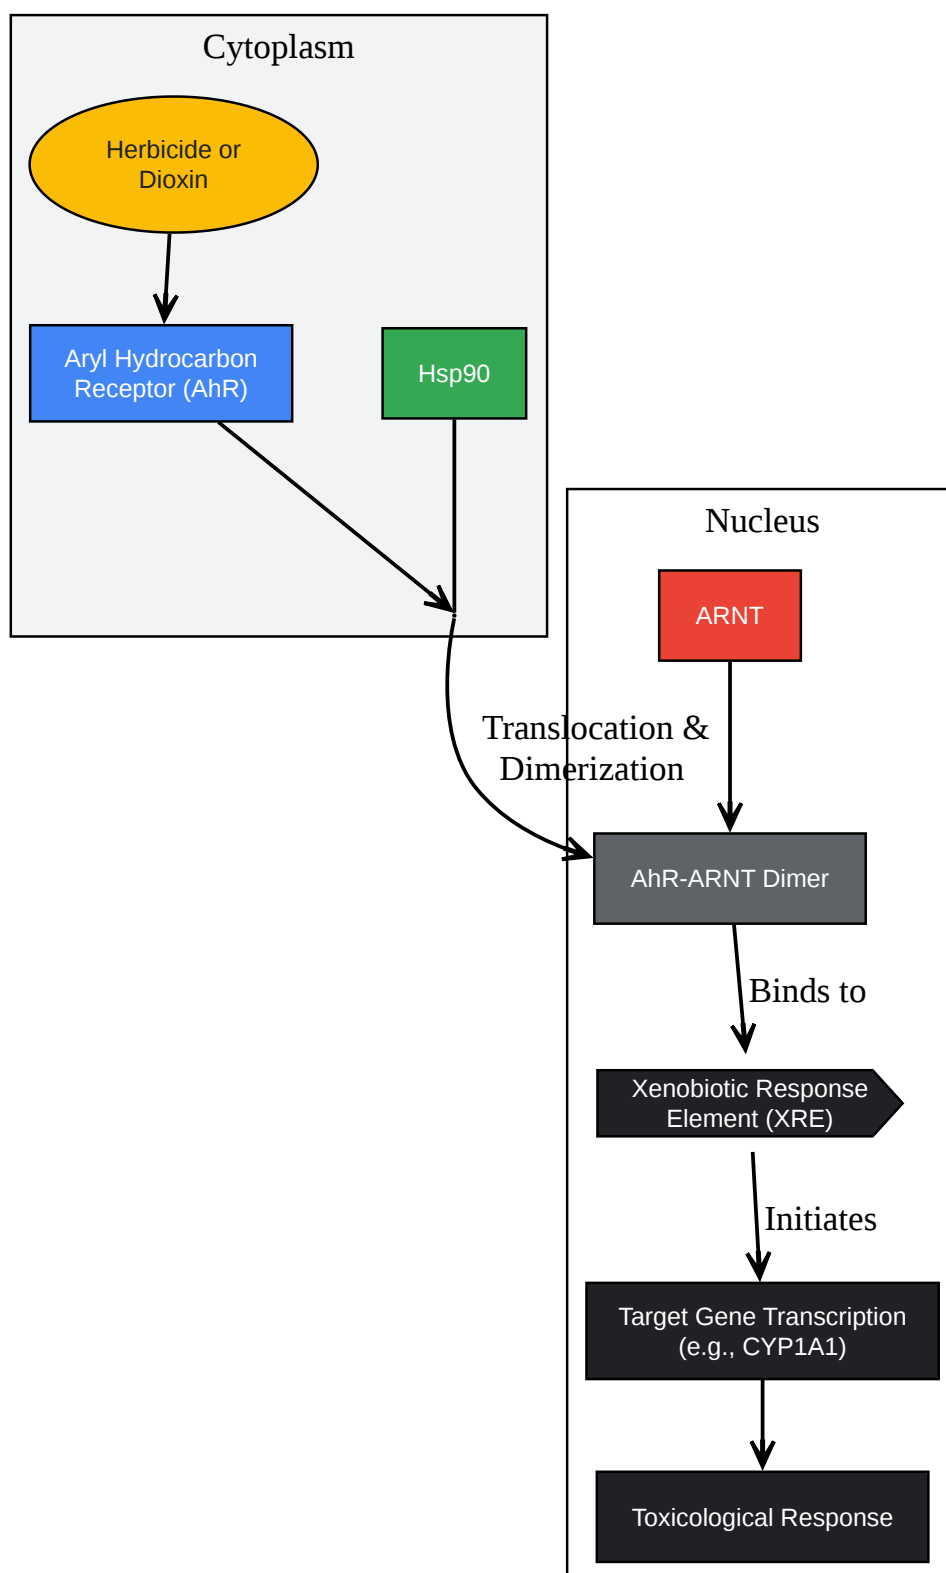 Cytoplasm
Herbicide or
Dioxin
Aryl Hydrocarbon
Receptor (AhR)
Hsp90
Nucleus
ARNT
Translocation &
Dimerization
AhR-ARNT Dimer
Binds to
Xenobiotic Response
Element (XRE)
Initiates
Target Gene Transcription
(e.g., CYP1A1)
Toxicological Response